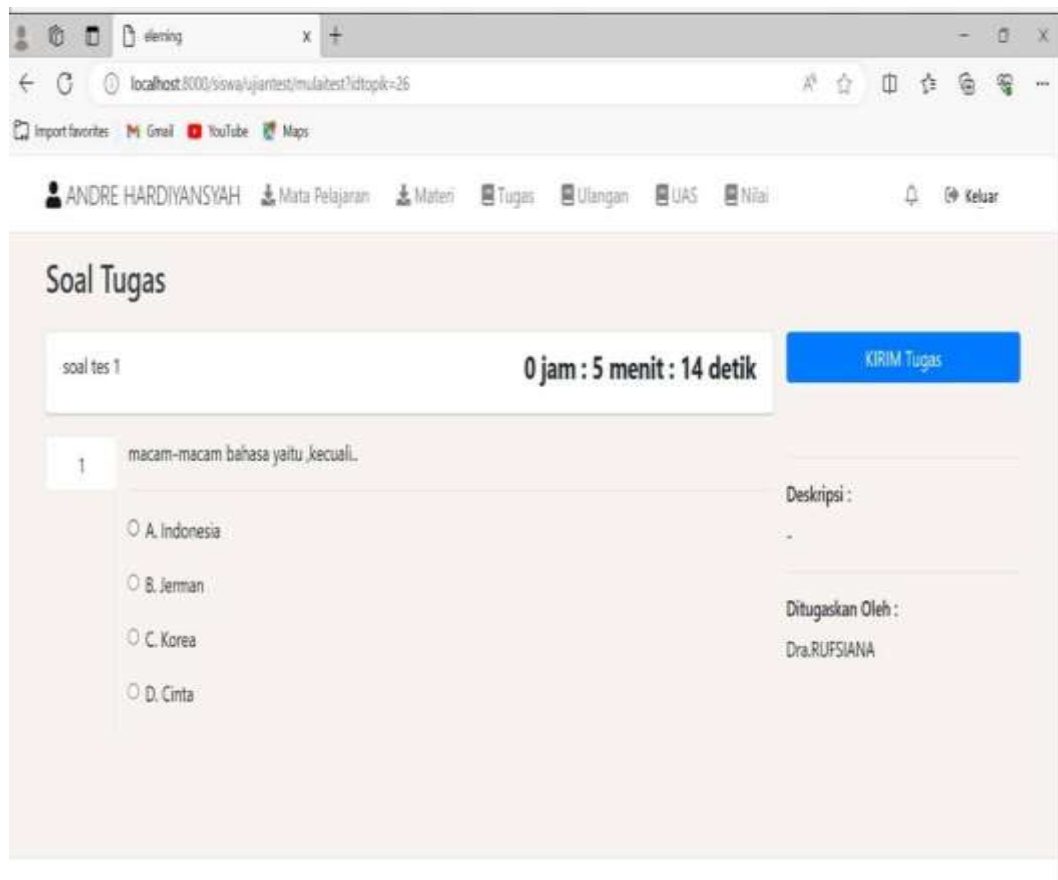 elerning
localhost:8000/siswa/ujiantest/mulaitest?idtopik=26
Import favorites Gmail YouTube Maps
ANDRE HARDIYANSYAH Mata Pelajaran Materi Tugas Ulangan UAS Nilai Keluar
Soal Tugas
soal tes 1 0 jam : 5 menit : 14 detik KIRIM Tugas
1 macam-macam bahasa yaitu ,kecuali..
A. Indonesia
B. Jerman
C. Korea
D. Cinta
Deskripsi :
-
Ditugaskan Oleh :
Dra.RUFSIANA